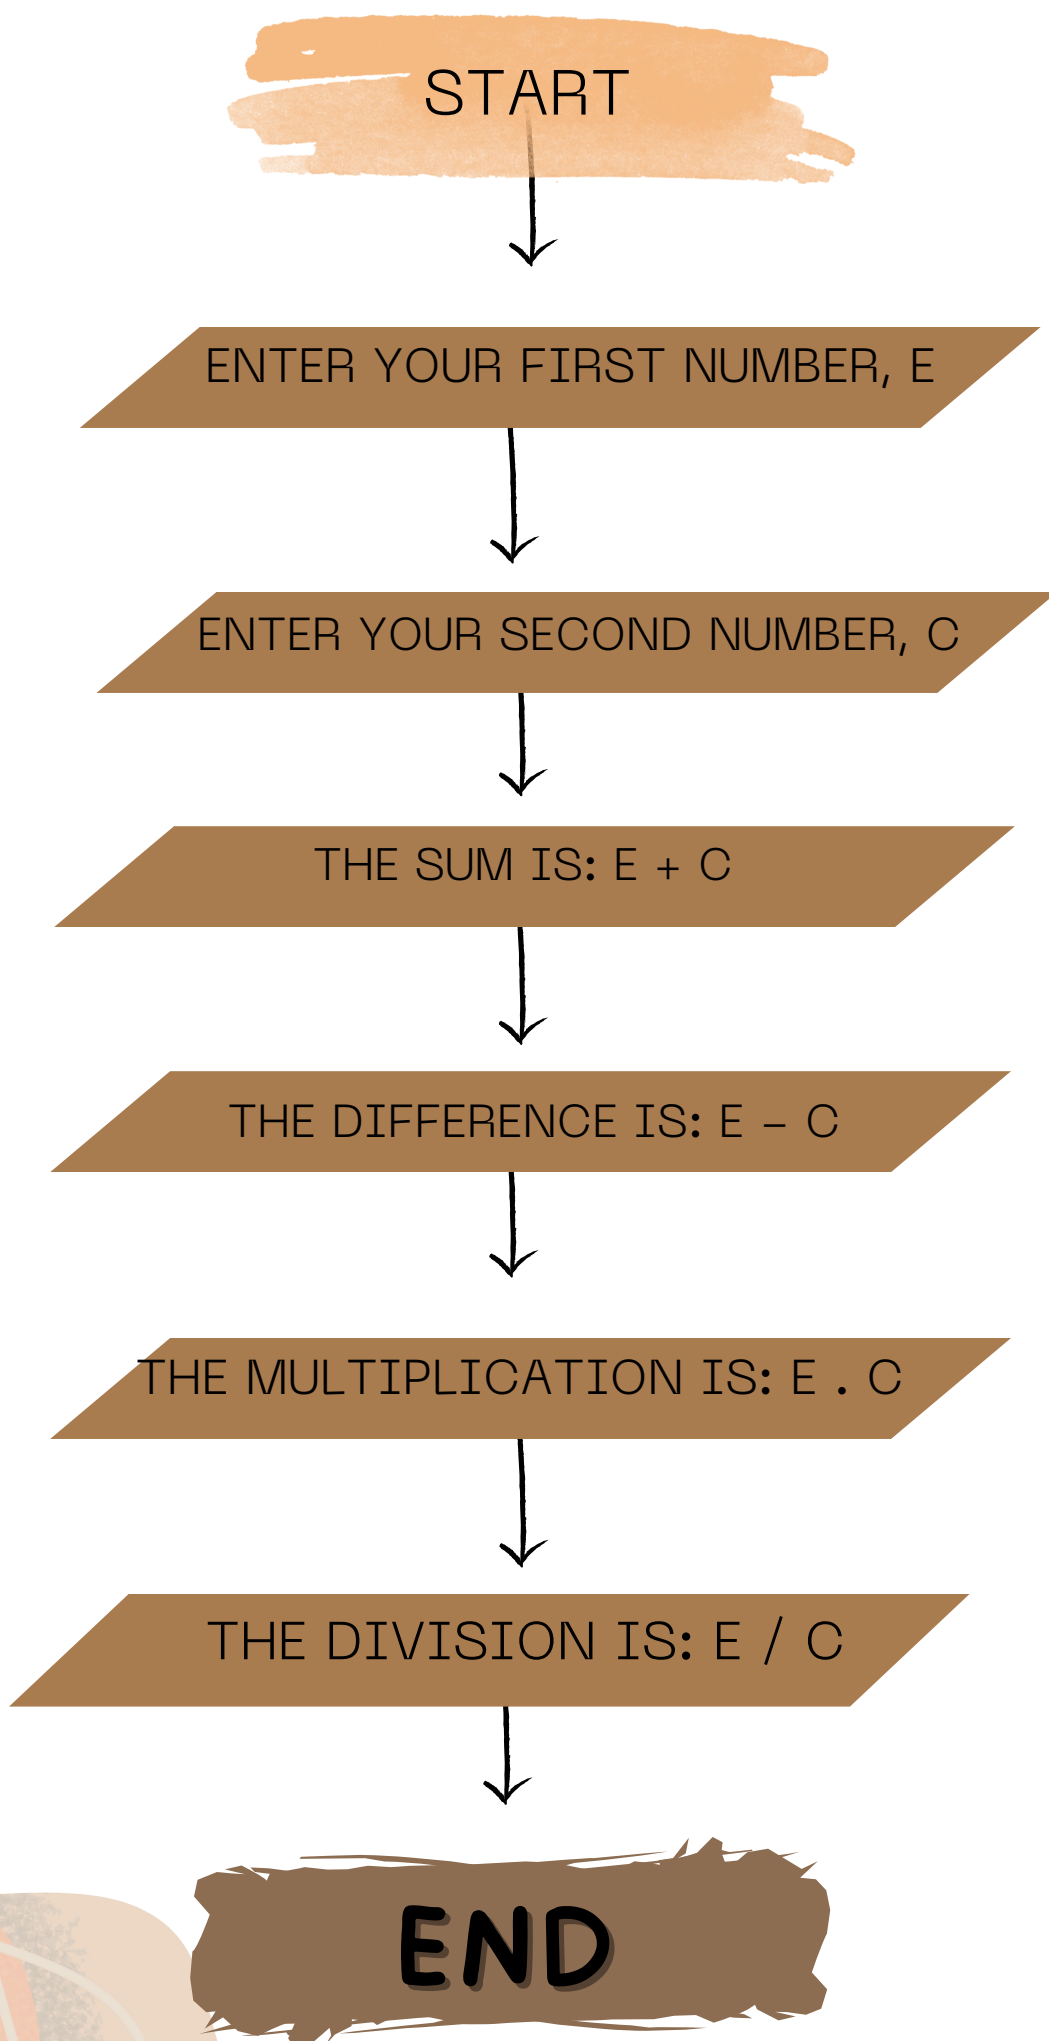 START
ENTER YOUR FIRST NUMBER, E
ENTER YOUR SECOND NUMBER, C
THE SUM IS: E + C
THE DIFFERENCE IS: E - C
THE MULTIPLICATION IS: E . C
THE DIVISION IS: E / C
END